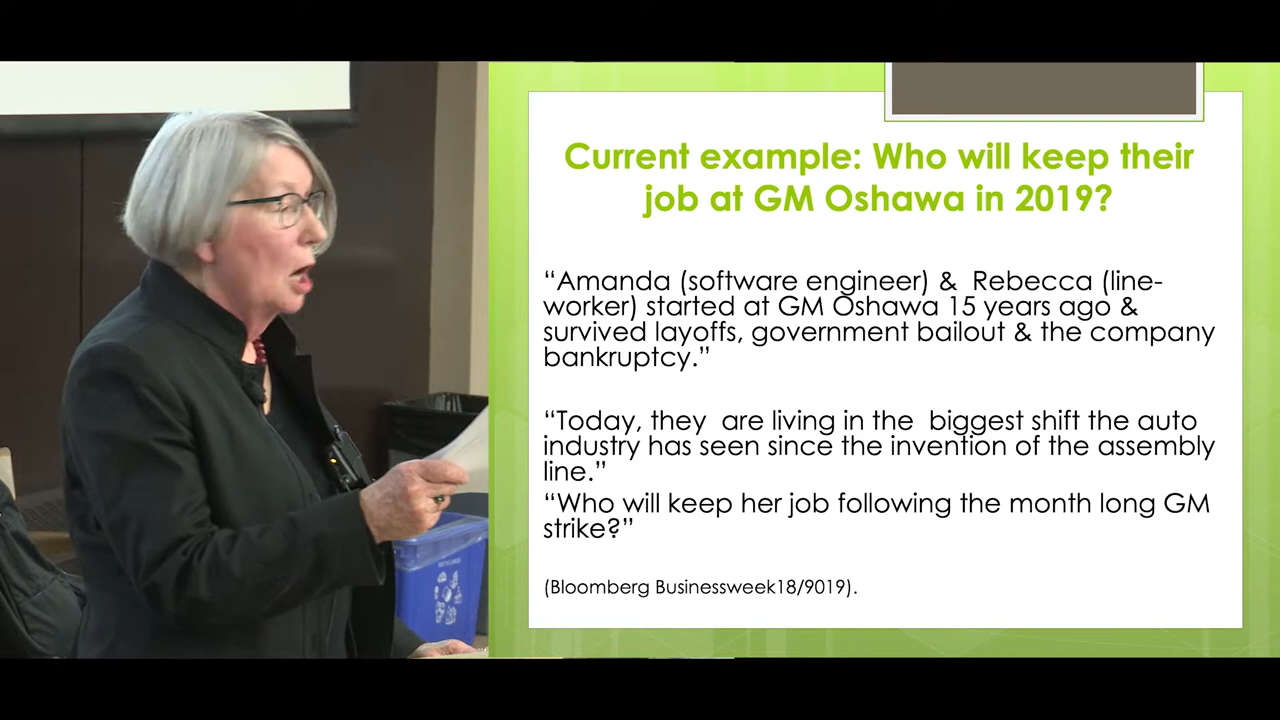 Current example: Who will keep their
job at GM Oshawa in 2019?
“Amanda (software engineer) &  Rebecca (line-
worker) started at GM Oshawa 15 years ago &
survived layoffs, government bailout & the company
bankruptcy.”
“Today, they  are living in the  biggest shift the auto
industry has seen since the invention of the assembly
line.”
“Who will keep her job following the month long GM
strike?”
(Bloomberg Businessweek18/9019).